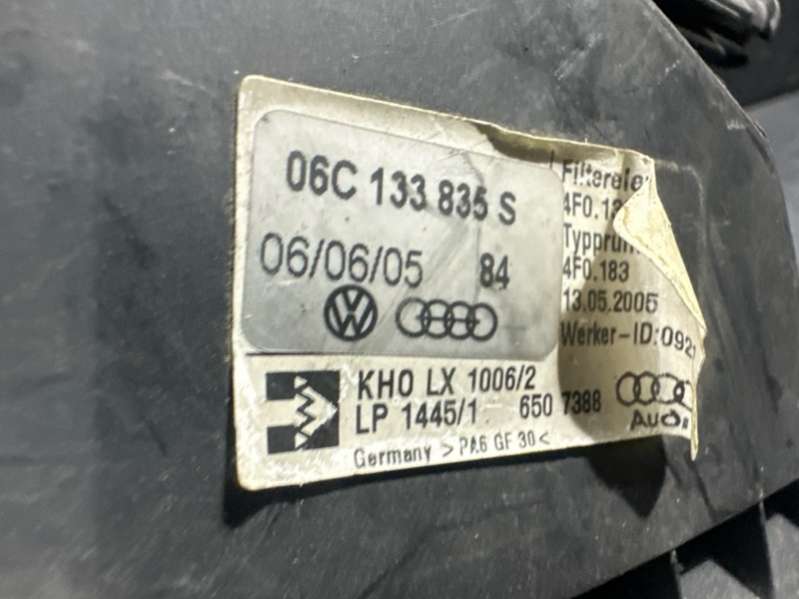 06C 133 835 S
06/06/05 84
KHO LX 1006/2
LP 1445/1 650 7388
Germany >PA6 GF 30<
4F0.183
13.05.2005
Werker-ID:
AUDI